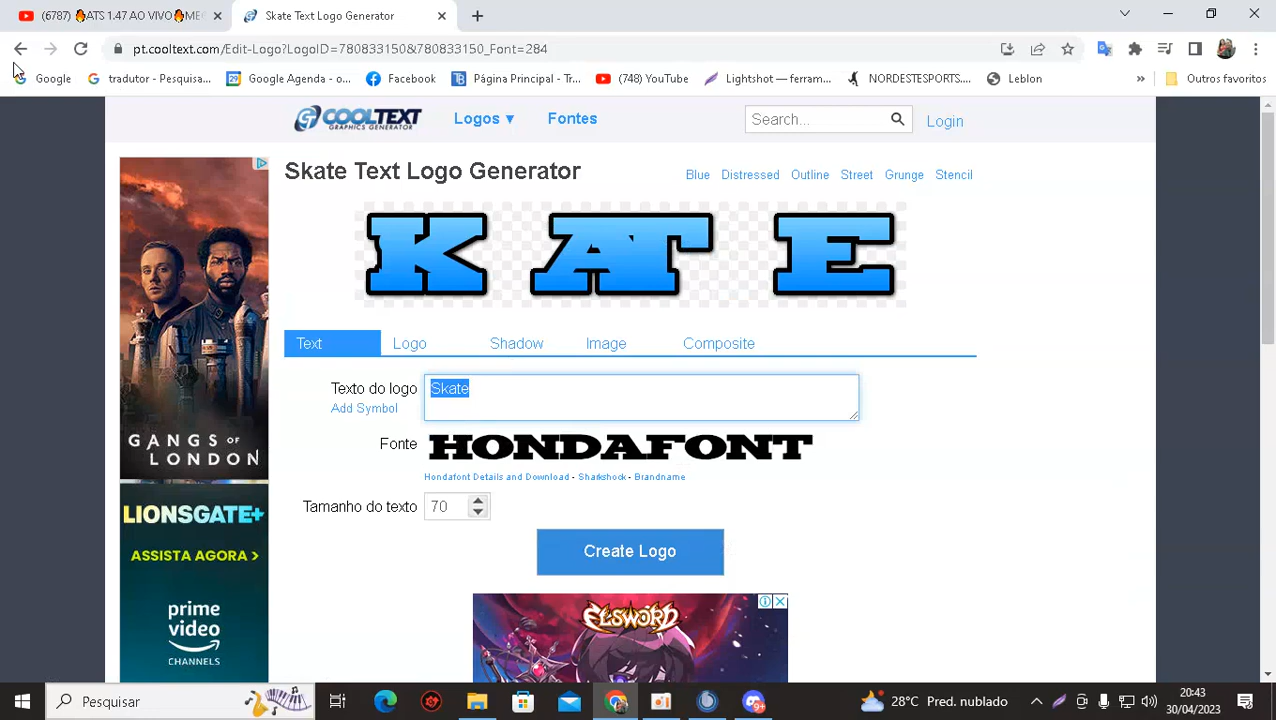 (6787) 🔥ATS 1.47 AO VIVO🔥ME
Skate Text Logo Generator
pt.cooltext.com/Edit-Logo?LogoID=780833150&780833150_Font=284
Google
tradutor - Pesquisa...
Google Agenda - o...
Facebook
Página Principal - Tr...
(748) YouTube
Lightshot — ferram...
NORDESTESPORTS....
Leblon
»
Outros favoritos
COOLTEXT
GRAPHICS GENERATOR
Logos ▼
Fontes
Search...
Login
Skate Text Logo Generator
Blue Distressed Outline Street Grunge Stencil
K A E
Text Logo Shadow Image Composite
Texto do logo
Skate
Add Symbol
Fonte
HONDAFONT
Hondafont Details and Download - Sharkshock - Brandname
Tamanho do texto
70
Create Logo
GANGS OF
LONDON
LIONSGATE+
ASSISTA AGORA >
prime
video
CHANNELS
ELSWORD
Pesquisar
9+
28°C Pred. nublado
20:43
30/04/2023